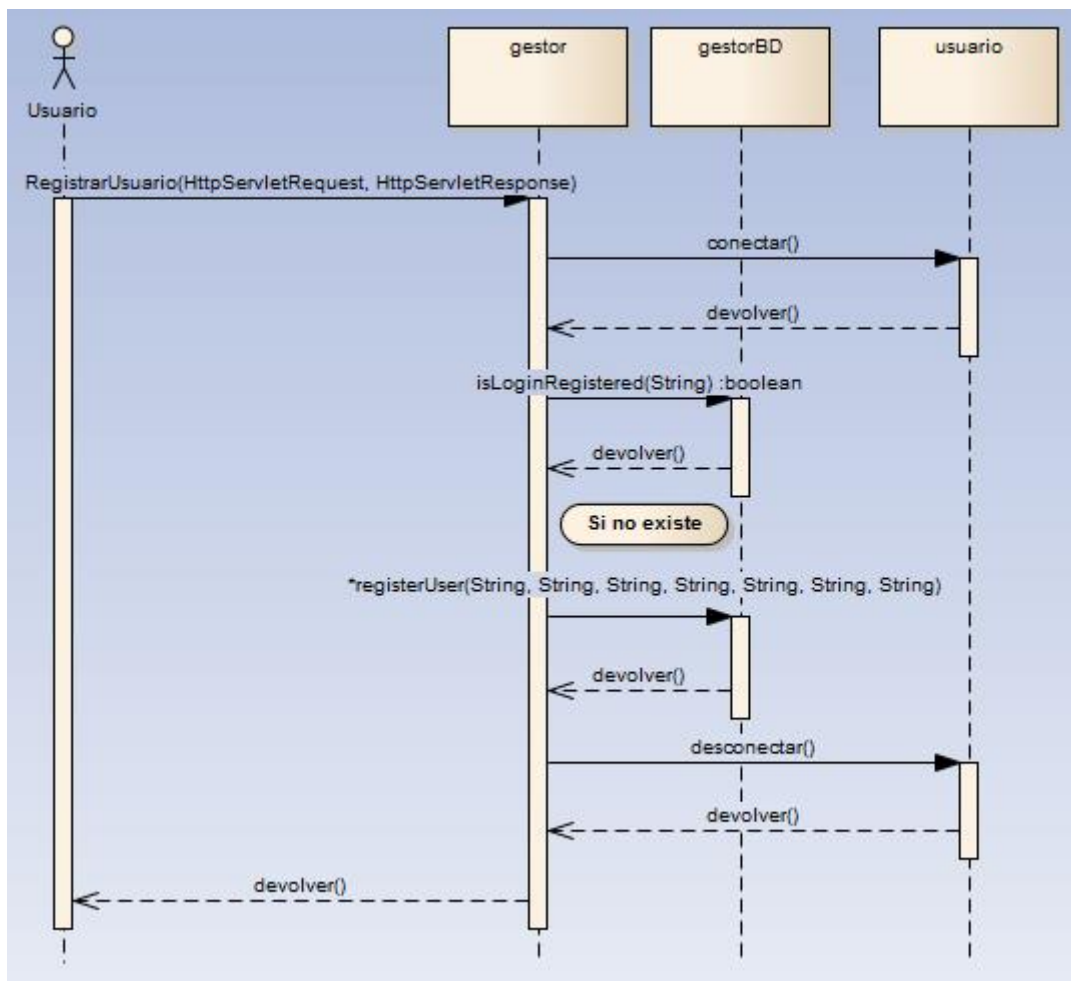 gestor
gestorBD
usuario
Usuario
RegistrarUsuario(HttpServletRequest, HttpServletResponse)
conectar()
devolver()
isLoginRegistered(String) :boolean
devolver()
Si no existe
*registerUser(String, String, String, String, String, String, String)
devolver()
desconectar()
devolver()
devolver()